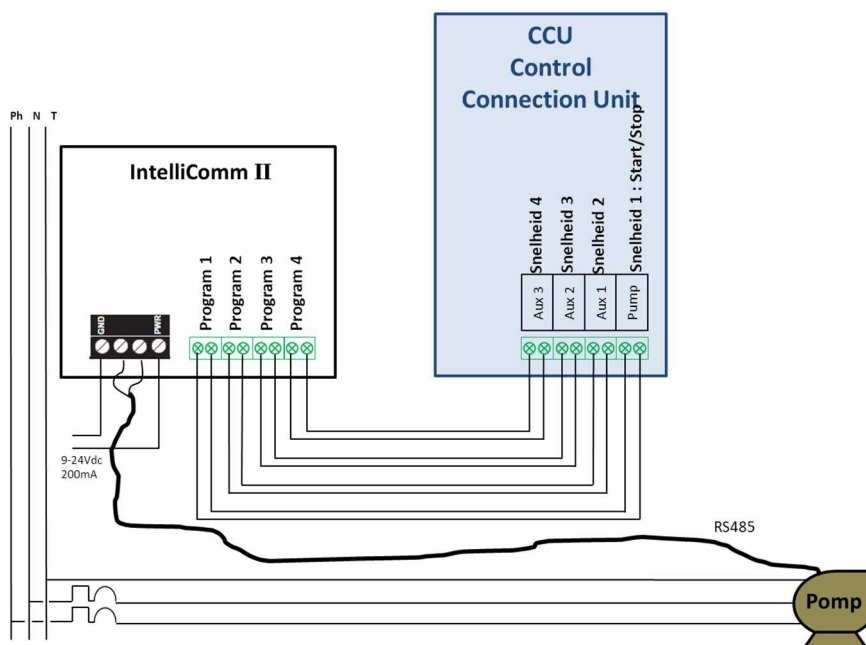 CCU
Control
Connection Unit
Ph N T
IntelliComm II
Snelheid 4
Snelheid 3
Snelheid 2
Snelheid 1 : Start/Stop
Aux 3
Aux 2
Aux 1
Pump
Program 1
Program 2
Program 3
Program 4
GND
PWR
9-24Vdc
200mA
RS485
Pomp